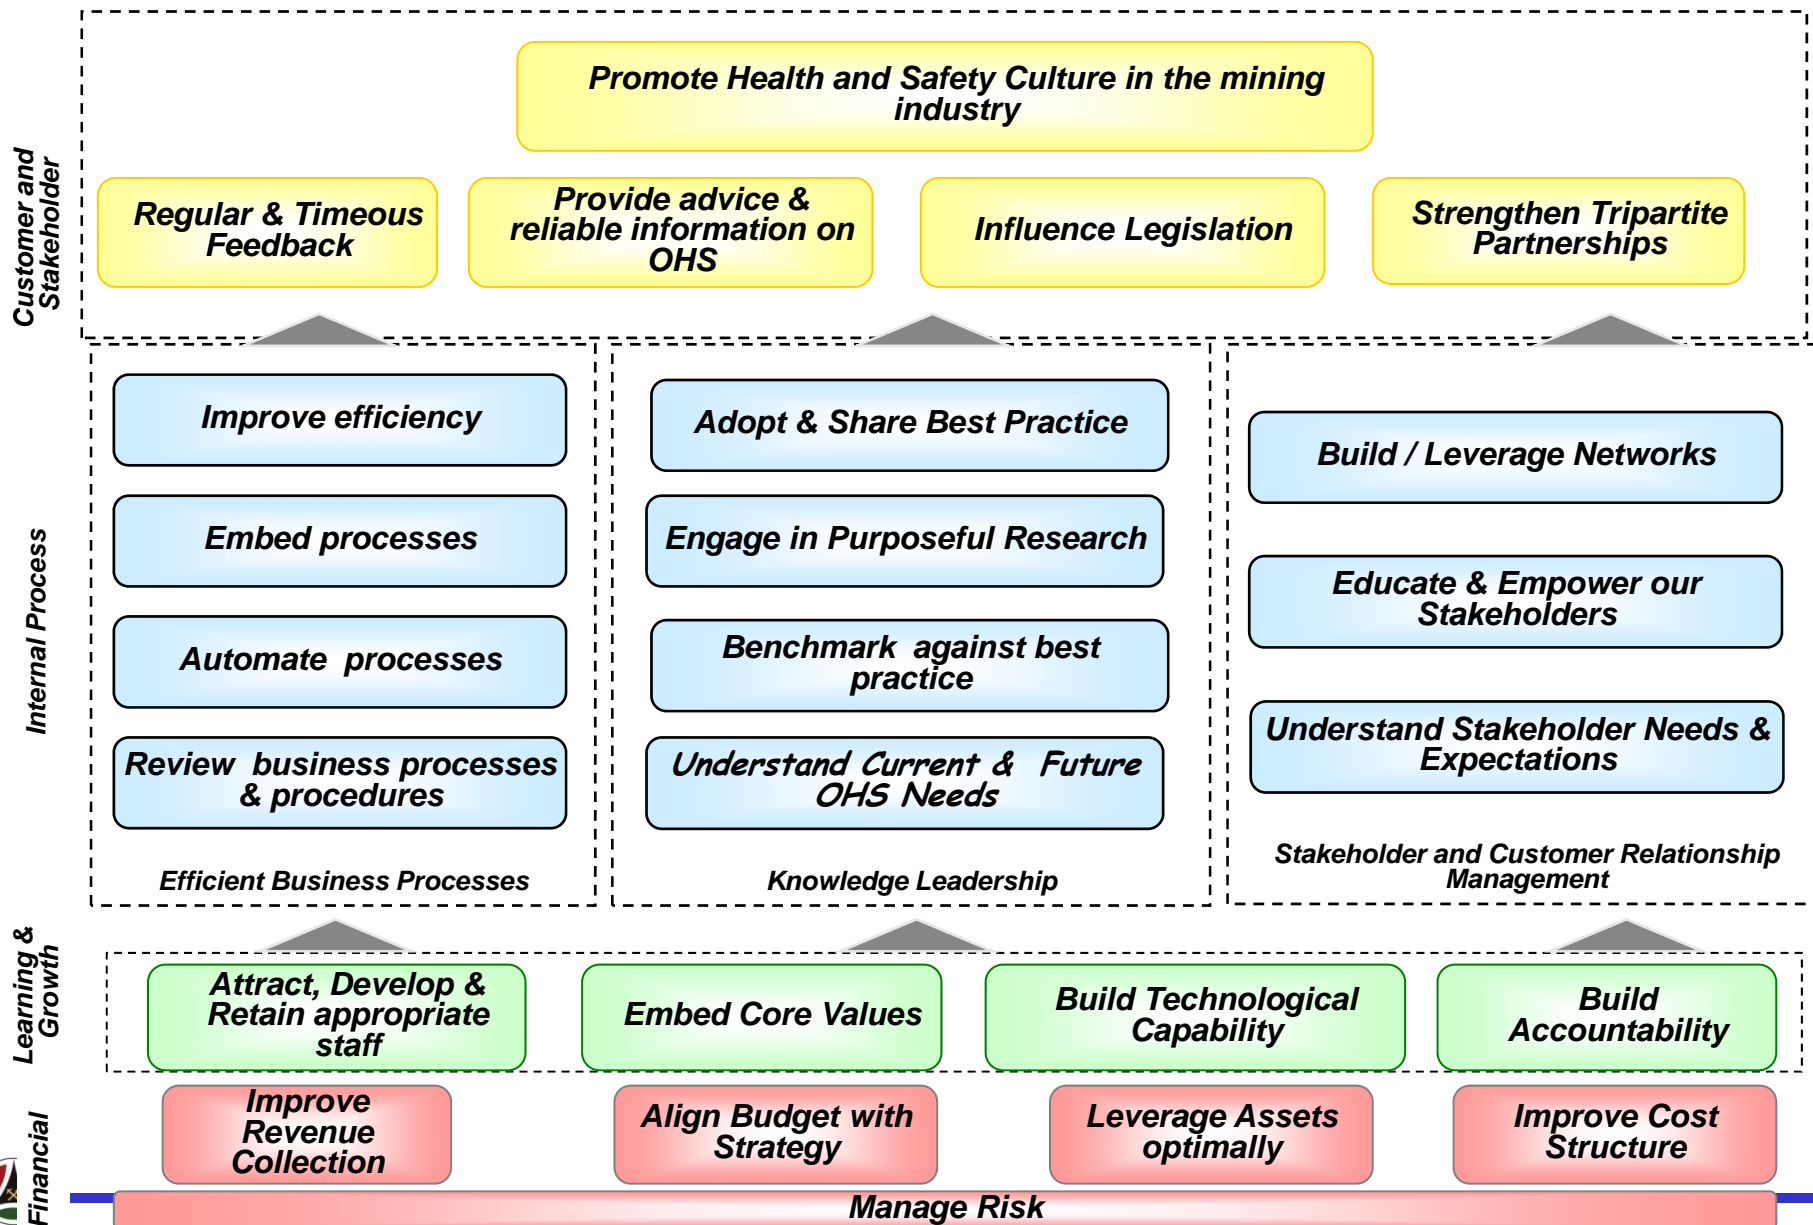 Promote Health and Safety Culture in the mining
industry
Customer and
Stakeholder
Regular & Timeous
Feedback
Provide advice &
reliable information on
OHS
Influence Legislation
Strengthen Tripartite
Partnerships
Internal Process
Improve efficiency
Embed processes
Automate processes
Review business processes
& procedures
Efficient Business Processes
Adopt & Share Best Practice
Engage in Purposeful Research
Benchmark against best
practice
Understand Current & Future
OHS Needs
Knowledge Leadership
Build / Leverage Networks
Educate & Empower our
Stakeholders
Understand Stakeholder Needs &
Expectations
Stakeholder and Customer Relationship
Management
Learning &
Growth
Attract, Develop &
Retain appropriate
staff
Embed Core Values
Build Technological
Capability
Build
Accountability
Financial
Improve
Revenue
Collection
Align Budget with
Strategy
Leverage Assets
optimally
Improve Cost
Structure
Manage Risk